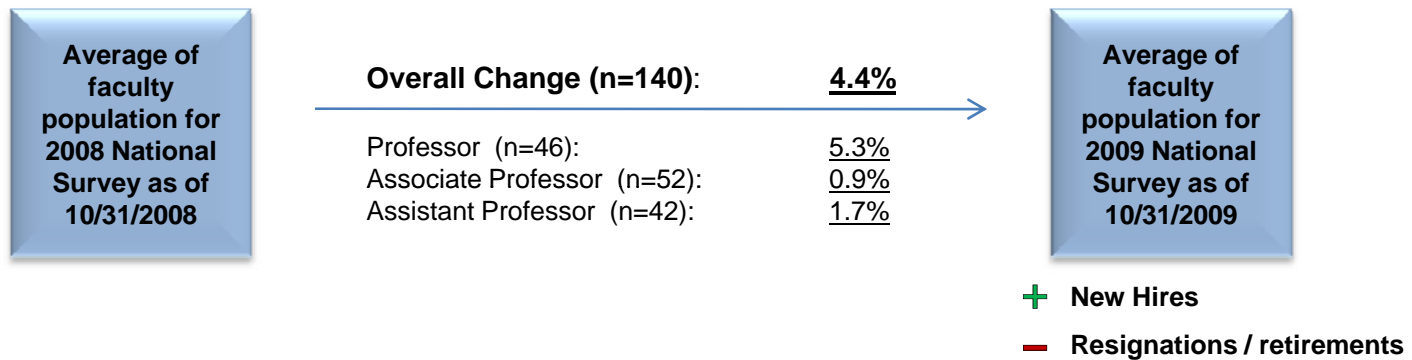 Average of
faculty
population for
2008 National
Survey as of
10/31/2008
Overall Change (n=140): 4.4%
Professor (n=46): 5.3%
Associate Professor (n=52): 0.9%
Assistant Professor (n=42): 1.7%
Average of
faculty
population for
2009 National
Survey as of
10/31/2009
+ New Hires
− Resignations / retirements